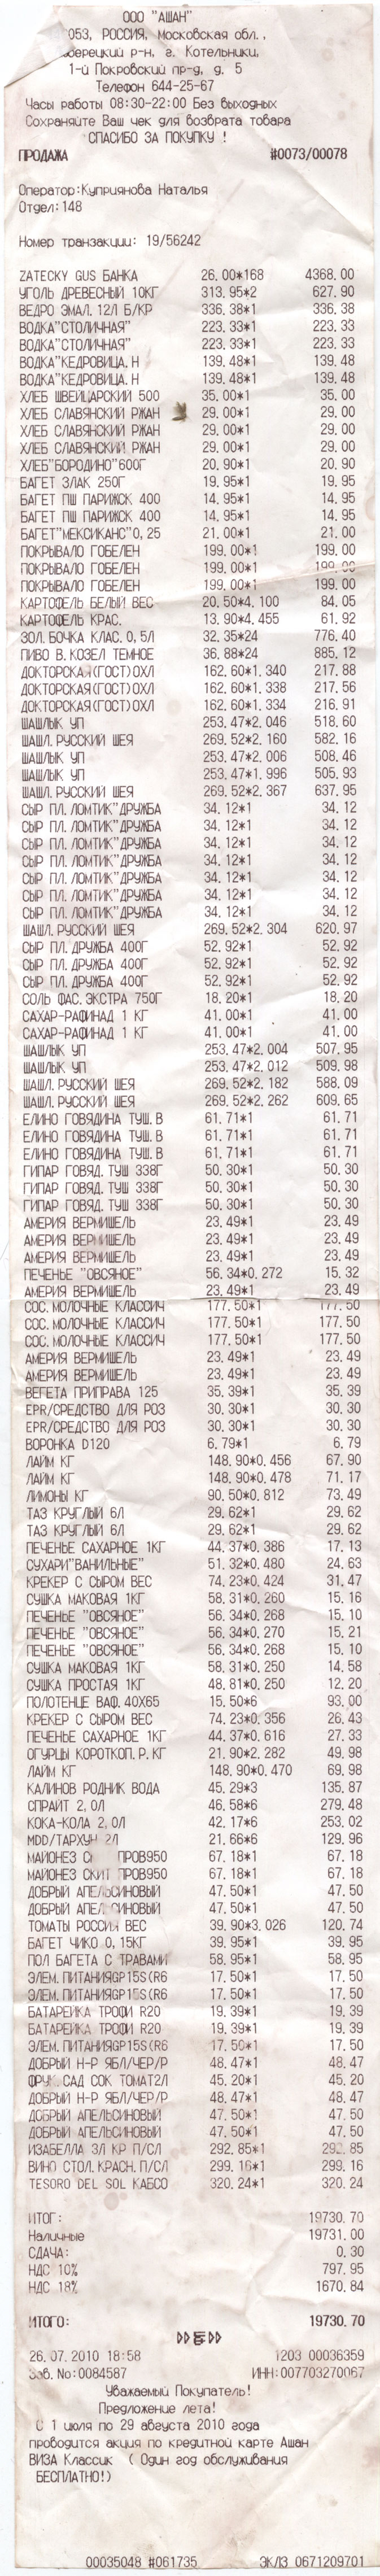 ООО "АШАН"
053, РОССИЯ, Московская обл.,
берецкий р-н, г. Котельники,
1-й Покровский пр-д, д. 5
Телефон 644-25-67
Часы работы 08:30-22:00 Без выходных
Сохраняйте Ваш чек для возврата товара
СПАСИБО ЗА ПОКУПКУ !
ПРОДАЖА #0073/00078
Оператор:Куприянова Наталья
Отдел:148
Номер транзакции: 19/56242
ZATECKY GUS БАНКА 26.00*168 4368.00
УГОЛЬ ДРЕВЕСНЫЙ 10КГ 313.95*2 627.90
ВЕДРО ЭМАЛ.12Л Б/КР 336.38*1 336.38
ВОДКА"СТОЛИЧНАЯ" 223.33*1 223.33
ВОДКА"СТОЛИЧНАЯ" 223.33*1 223.33
ВОДКА"КЕДРОВИЦА.Н 139.48*1 139.48
ВОДКА"КЕДРОВИЦА.Н 139.48*1 139.48
ХЛЕБ ШВЕЙЦАРСКИЙ 500 35.00*1 35.00
ХЛЕБ СЛАВЯНСКИЙ РЖАН 29.00*1 29.00
ХЛЕБ СЛАВЯНСКИЙ РЖАН 29.00*1 29.00
ХЛЕБ СЛАВЯНСКИЙ РЖАН 29.00*1 29.00
ХЛЕБ"БОРОДИНО"600Г 20.90*1 20.90
БАГЕТ ЗЛАК 250Г 19.95*1 19.95
БАГЕТ ПШ ПАРИЖСК 400 14.95*1 14.95
БАГЕТ ПШ ПАРИЖСК 400 14.95*1 14.95
БАГЕТ"МЕКСИКАНС"0,25 21.00*1 21.00
ПОКРЫВАЛО ГОБЕЛЕН 199.00*1 199.00
ПОКРЫВАЛО ГОБЕЛЕН 199.00*1 199.00
ПОКРЫВАЛО ГОБЕЛЕН 199.00*1 199.00
КАРТОФЕЛЬ БЕЛЫЙ ВЕС 20.50*4.100 84.05
КАРТОФЕЛЬ КРАС. 13.90*4.455 61.92
ЗОЛ.БОЧКА КЛАС.0,5Л 32.35*24 776.40
ПИВО В.КОЗЕЛ ТЕМНОЕ 36.88*24 885.12
ДОКТОРСКАЯ(ГОСТ)ОХЛ 162.60*1.340 217.88
ДОКТОРСКАЯ(ГОСТ)ОХЛ 162.60*1.338 217.56
ДОКТОРСКАЯ(ГОСТ)ОХЛ 162.60*1.334 216.91
ШАШЛЫК УП 253.47*2.046 518.60
ШАШЛ.РУССКИЙ ШЕЯ 269.52*2.160 582.16
ШАШЛЫК УП 253.47*2.006 508.46
ШАШЛЫК УП 253.47*1.996 505.93
ШАШЛ.РУССКИЙ ШЕЯ 269.52*2.367 637.95
СЫР ПЛ.ЛОМТИК"ДРУЖБА 34.12*1 34.12
СЫР ПЛ.ЛОМТИК"ДРУЖБА 34.12*1 34.12
СЫР ПЛ.ЛОМТИК"ДРУЖБА 34.12*1 34.12
СЫР ПЛ.ЛОМТИК"ДРУЖБА 34.12*1 34.12
СЫР ПЛ.ЛОМТИК"ДРУЖБА 34.12*1 34.12
СЫР ПЛ.ЛОМТИК"ДРУЖБА 34.12*1 34.12
СЫР ПЛ.ЛОМТИК"ДРУЖБА 34.12*1 34.12
ШАШЛ.РУССКИЙ ШЕЯ 269.52*2.304 620.97
СЫР ПЛ.ДРУЖБА 400Г 52.92*1 52.92
СЫР ПЛ.ДРУЖБА 400Г 52.92*1 52.92
СЫР ПЛ.ДРУЖБА 400Г 52.92*1 52.92
СОЛЬ ФАС.ЭКСТРА 750Г 18.20*1 18.20
САХАР-РАФИНАД 1 КГ 41.00*1 41.00
САХАР-РАФИНАД 1 КГ 41.00*1 41.00
ШАШЛЫК УП 253.47*2.004 507.95
ШАШЛЫК УП 253.47*2.012 509.98
ШАШЛ.РУССКИЙ ШЕЯ 269.52*2.182 588.09
ШАШЛ.РУССКИЙ ШЕЯ 269.52*2.262 609.65
ЕЛИНО ГОВЯДИНА ТУШ.В 61.71*1 61.71
ЕЛИНО ГОВЯДИНА ТУШ.В 61.71*1 61.71
ЕЛИНО ГОВЯДИНА ТУШ.В 61.71*1 61.71
ГИПАР ГОВЯД.ТУШ 338Г 50.30*1 50.30
ГИПАР ГОВЯД.ТУШ 338Г 50.30*1 50.30
ГИПАР ГОВЯД.ТУШ 338Г 50.30*1 50.30
АМЕРИЯ ВЕРМИШЕЛЬ 23.49*1 23.49
АМЕРИЯ ВЕРМИШЕЛЬ 23.49*1 23.49
АМЕРИЯ ВЕРМИШЕЛЬ 23.49*1 23.49
ПЕЧЕНЬЕ "ОВСЯНОЕ" 56.34*0.272 15.32
АМЕРИЯ ВЕРМИШЕЛЬ 23.49*1 23.49
СОС.МОЛОЧНЫЕ КЛАССИЧ 177.50*1 177.50
СОС.МОЛОЧНЫЕ КЛАССИЧ 177.50*1 177.50
СОС.МОЛОЧНЫЕ КЛАССИЧ 177.50*1 177.50
АМЕРИЯ ВЕРМИШЕЛЬ 23.49*1 23.49
АМЕРИЯ ВЕРМИШЕЛЬ 23.49*1 23.49
ВЕГЕТА ПРИПРАВА 125 35.39*1 35.39
EPR/СРЕДСТВО ДЛЯ РОЗ 30.30*1 30.30
EPR/СРЕДСТВО ДЛЯ РОЗ 30.30*1 30.30
ВОРОНКА D120 6.79*1 6.79
ЛАЙМ КГ 148.90*0.456 67.90
ЛАЙМ КГ 148.90*0.478 71.17
ЛИМОНЫ КГ 90.50*0.812 73.49
ТАЗ КРУГЛЫЙ 6Л 29.62*1 29.62
ТАЗ КРУГЛЫЙ 6Л 29.62*1 29.62
ПЕЧЕНЬЕ САХАРНОЕ 1КГ 44.37*0.386 17.13
СУХАРИ"ВАНИЛЬНЫЕ" 51.32*0.480 24.63
КРЕКЕР С СЫРОМ ВЕС 74.23*0.424 31.47
СУШКА МАКОВАЯ 1КГ 58.31*0.260 15.16
ПЕЧЕНЬЕ "ОВСЯНОЕ" 56.34*0.268 15.10
ПЕЧЕНЬЕ "ОВСЯНОЕ" 56.34*0.270 15.21
ПЕЧЕНЬЕ "ОВСЯНОЕ" 56.34*0.268 15.10
СУШКА МАКОВАЯ 1КГ 58.31*0.250 14.58
СУШКА ПРОСТАЯ 1КГ 48.81*0.250 12.20
ПОЛОТЕНЦЕ ВАФ.40Х65 15.50*6 93.00
КРЕКЕР С СЫРОМ ВЕС 74.23*0.356 26.43
ПЕЧЕНЬЕ САХАРНОЕ 1КГ 44.37*0.616 27.33
ОГУРЦЫ КОРОТКОП.Р.КГ 21.90*2.282 49.98
ЛАЙМ КГ 148.90*0.470 69.98
КАЛИНОВ РОДНИК ВОДА 45.29*3 135.87
СПРАЙТ 2,0Л 46.58*6 279.48
КОКА-КОЛА 2,0Л 42.17*6 253.02
MDD/ТАРХУН 2Л 21.66*6 129.96
МАЙОНЕЗ СК ПРОВ950 67.18*1 67.18
МАЙОНЕЗ СКИТ ПРОВ950 67.18*1 67.18
ДОБРЫЙ АПЕЛЬСИНОВЫЙ 47.50*1 47.50
ДОБРЫЙ АПЕЛЬСИНОВЫЙ 47.50*1 47.50
ТОМАТЫ РОССИЯ ВЕС 39.90*3.026 120.74
БАГЕТ ЧИКО 0,15КГ 39.95*1 39.95
ПОЛ БАГЕТА С ТРАВАМИ 58.95*1 58.95
ЭЛЕМ.ПИТАНИЯGP15S(R6 17.50*1 17.50
ЭЛЕМ.ПИТАНИЯGP15S(R6 17.50*1 17.50
БАТАРЕЙКА ТРОФИ R20 19.39*1 19.39
БАТАРЕЙКА ТРОФИ R20 19.39*1 19.39
ЭЛЕМ.ПИТАНИЯGP15S(R6 17.50*1 17.50
ДОБРЫЙ Н-Р ЯБЛ/ЧЕР/Р 48.47*1 48.47
ФРУ. САД СОК ТОМАТ2Л 45.20*1 45.20
ДОБРЫЙ Н-Р ЯБЛ/ЧЕР/Р 48.47*1 48.47
ДОБРЫЙ АПЕЛЬСИНОВЫЙ 47.50*1 47.50
ДОБРЫЙ АПЕЛЬСИНОВЫЙ 47.50*1 47.50
ИЗАБЕЛЛА 3Л КР П/СЛ 292.85*1 292.85
ВИНО СТОЛ.КРАСН.П/СЛ 299.16*1 299.16
TESORO DEL SOL КАБСО 320.24*1 320.24
ИТОГ: 19730.70
Наличные 19731.00
СДАЧА: 0.30
НДС 10% 797.95
НДС 18% 1670.84
ИТОГО: 19730.70
26.07.2010 18:58 1203 00036359
Зав.No:0084587 ИНН:007703270067
Уважаемый Покупатель!
Предложение лета!
С 1 июля по 29 августа 2010 года
проводится акция по кредитной карте Ашан
ВИЗА Классик ( Один год обслуживания
БЕСПЛАТНО!)
00035048 #061735 ЭКЛЗ 0671209701